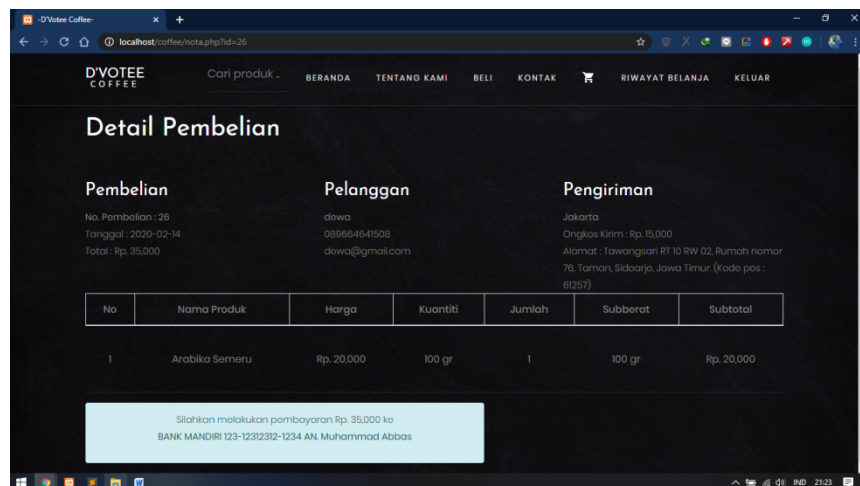 -D'Votee Coffee-
localhost/coffee/nota.php?id=26
D'VOTEE
COFFEE
Cari produk ..
BERANDA
TENTANG KAMI
BELI
KONTAK
RIWAYAT BELANJA
KELUAR
Detail Pembelian
Pembelian
No. Pembelian : 26
Tanggal : 2020-02-14
Total : Rp. 35,000
Pelanggan
dewa
089664641508
dewa@gmail.com
Pengiriman
Jakarta
Ongkos Kirim : Rp. 15,000
Alamat : Tawangsari RT 10 RW 02, Rumah nomor
76, Taman, Sidoarjo, Jawa Timur. (Kode pos :
61257)
No Nama Produk Harga Kuantiti Jumlah Subberat Subtotal
1 Arabika Semeru Rp. 20,000 100 gr 1 100 gr Rp. 20,000
Silahkan melakukan pembayaran Rp. 35,000 ke
BANK MANDIRI 123-12312312-1234 AN. Muhammad Abbas
IND 21:23